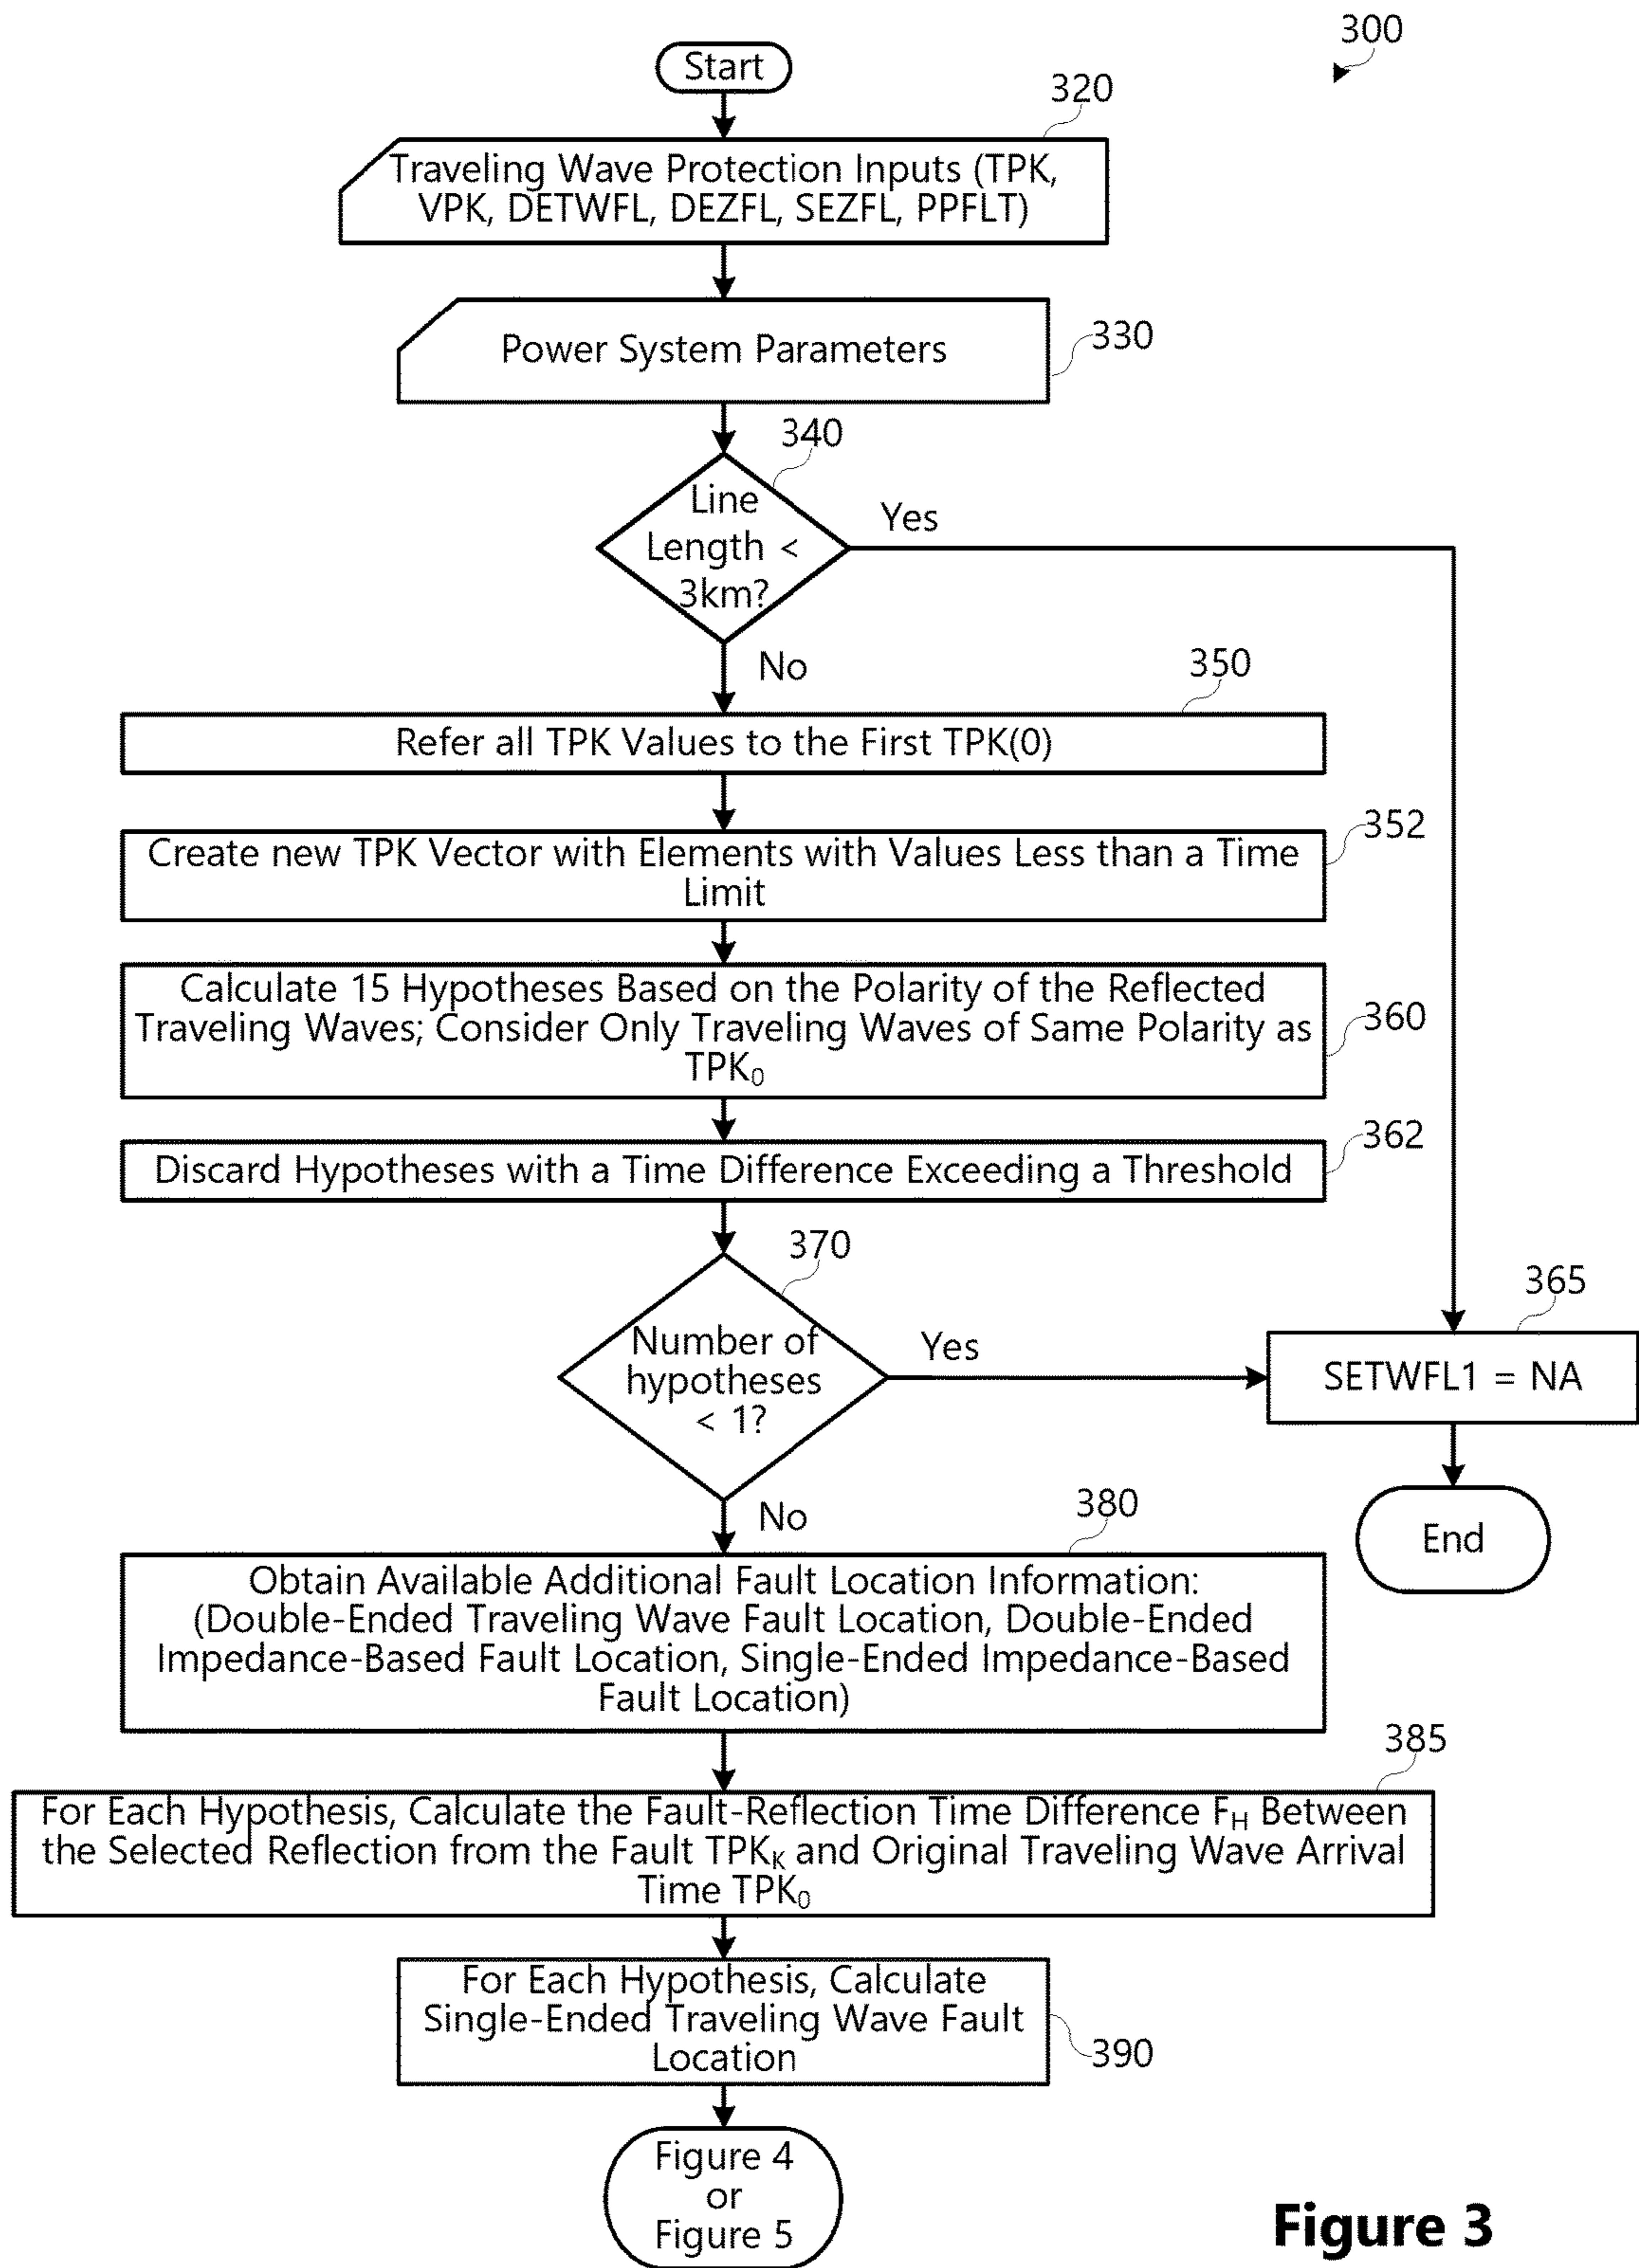 300
Start
320
Traveling Wave Protection Inputs (TPK,
VPK, DETWFL, DEZFL, SEZFL, PPFLT)
Power System Parameters
330
340
Line
Length <
3km?
Yes
No
350
Refer all TPK Values to the First TPK(0)
352
Create new TPK Vector with Elements with Values Less than a Time
Limit
Calculate 15 Hypotheses Based on the Polarity of the Reflected
Traveling Waves; Consider Only Traveling Waves of Same Polarity as
TPK₀
360
362
Discard Hypotheses with a Time Difference Exceeding a Threshold
370
Number of
hypotheses
< 1?
Yes
365
SETWFL1 = NA
End
No
380
Obtain Available Additional Fault Location Information:
(Double-Ended Traveling Wave Fault Location, Double-Ended
Impedance-Based Fault Location, Single-Ended Impedance-Based
Fault Location)
385
For Each Hypothesis, Calculate the Fault-Reflection Time Difference F_H Between
the Selected Reflection from the Fault TPK_K and Original Traveling Wave Arrival
Time TPK₀
For Each Hypothesis, Calculate
Single-Ended Traveling Wave Fault
Location
390
Figure 4
or
Figure 5
Figure 3